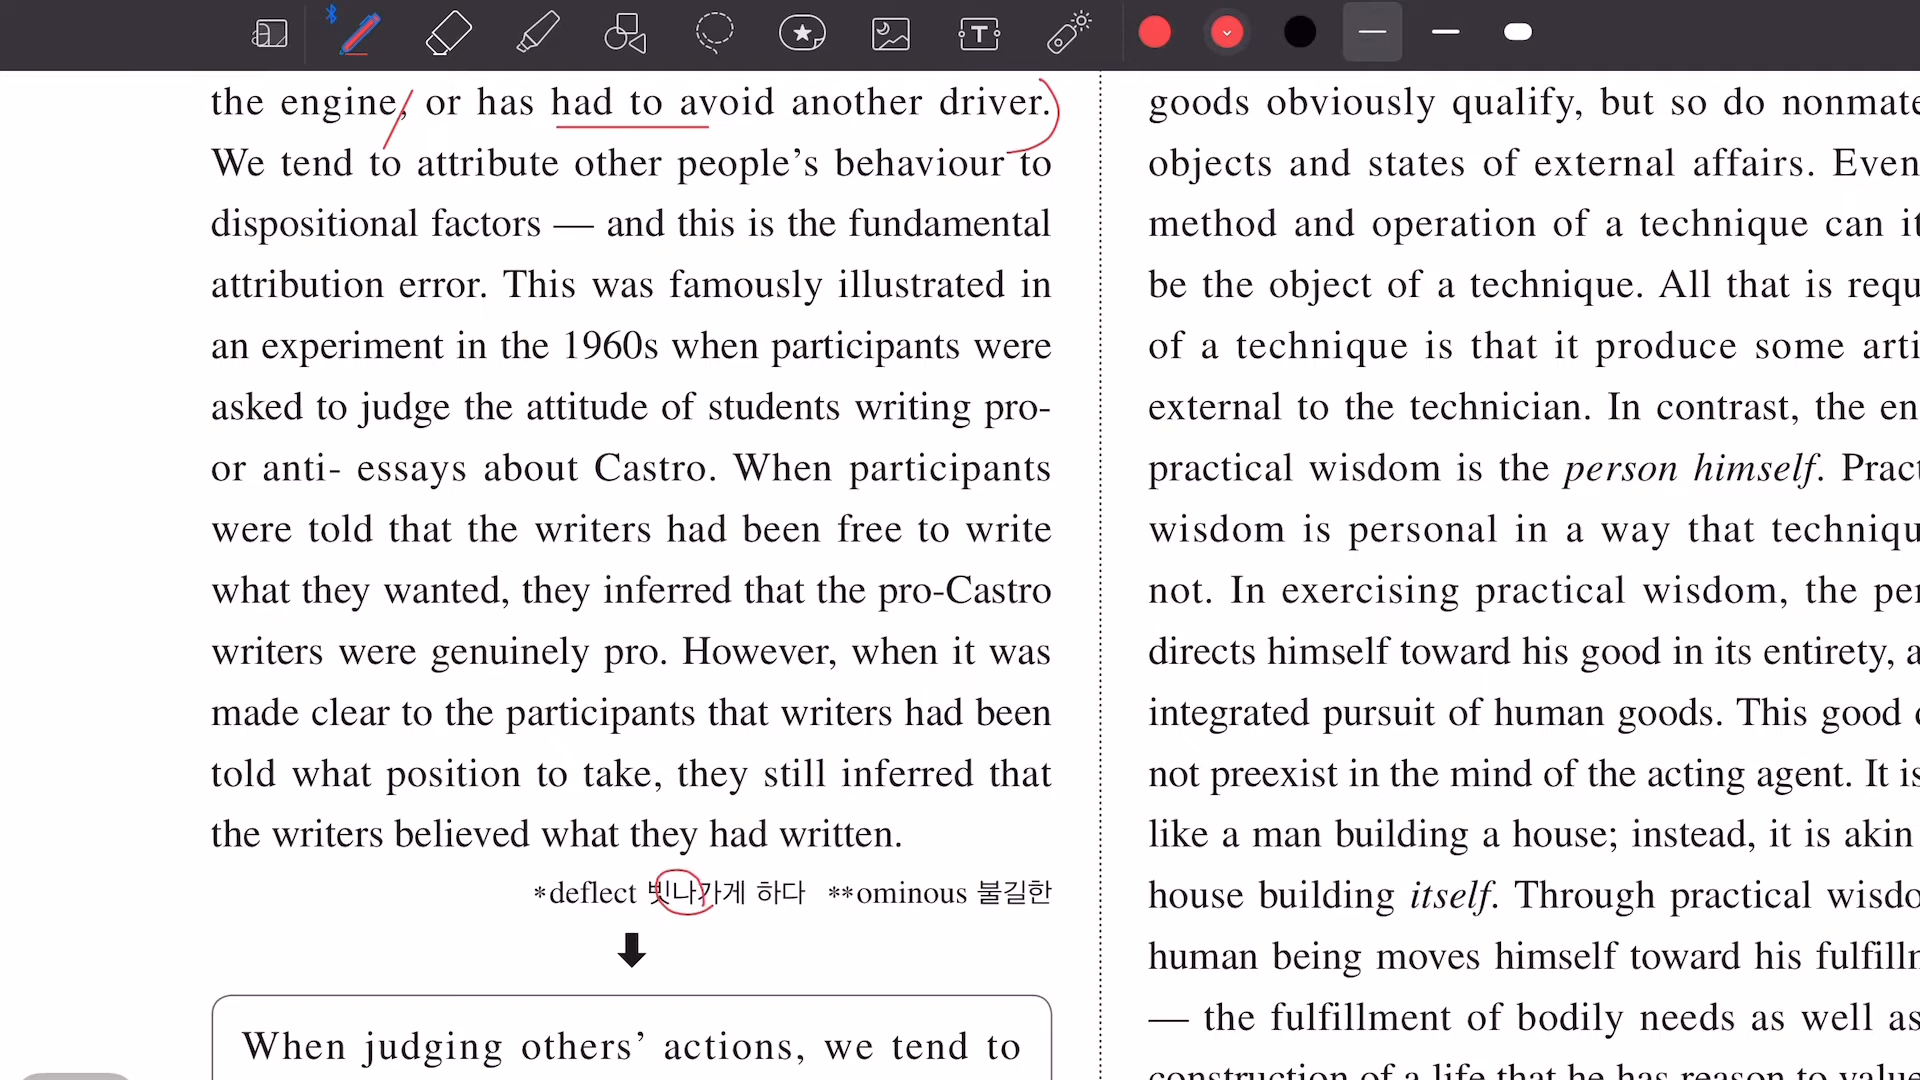 the engine, or has had to avoid another driver.
We tend to attribute other people’s behaviour to
dispositional factors — and this is the fundamental
attribution error. This was famously illustrated in
an experiment in the 1960s when participants were
asked to judge the attitude of students writing pro-
or anti- essays about Castro. When participants
were told that the writers had been free to write
what they wanted, they inferred that the pro-Castro
writers were genuinely pro. However, when it was
made clear to the participants that writers had been
told what position to take, they still inferred that
the writers believed what they had written.
*deflect 빗나가게 하다 **ominous 불길한
When judging others’ actions, we tend to
goods obviously qualify, but so do
objects and states of external affairs. Even
method and operation of a technique can
be the object of a technique. All that is
of a technique is that it produce some
external to the technician. In contrast, the
practical wisdom is the person himself.
wisdom is personal in a way that
not. In exercising practical wisdom, the
directs himself toward his good in its entirety,
integrated pursuit of human goods. This good
not preexist in the mind of the acting agent. It
like a man building a house; instead, it is akin
house building itself. Through practical
human being moves himself toward his
— the fulfillment of bodily needs as well as
construction of a life that he has reason to value